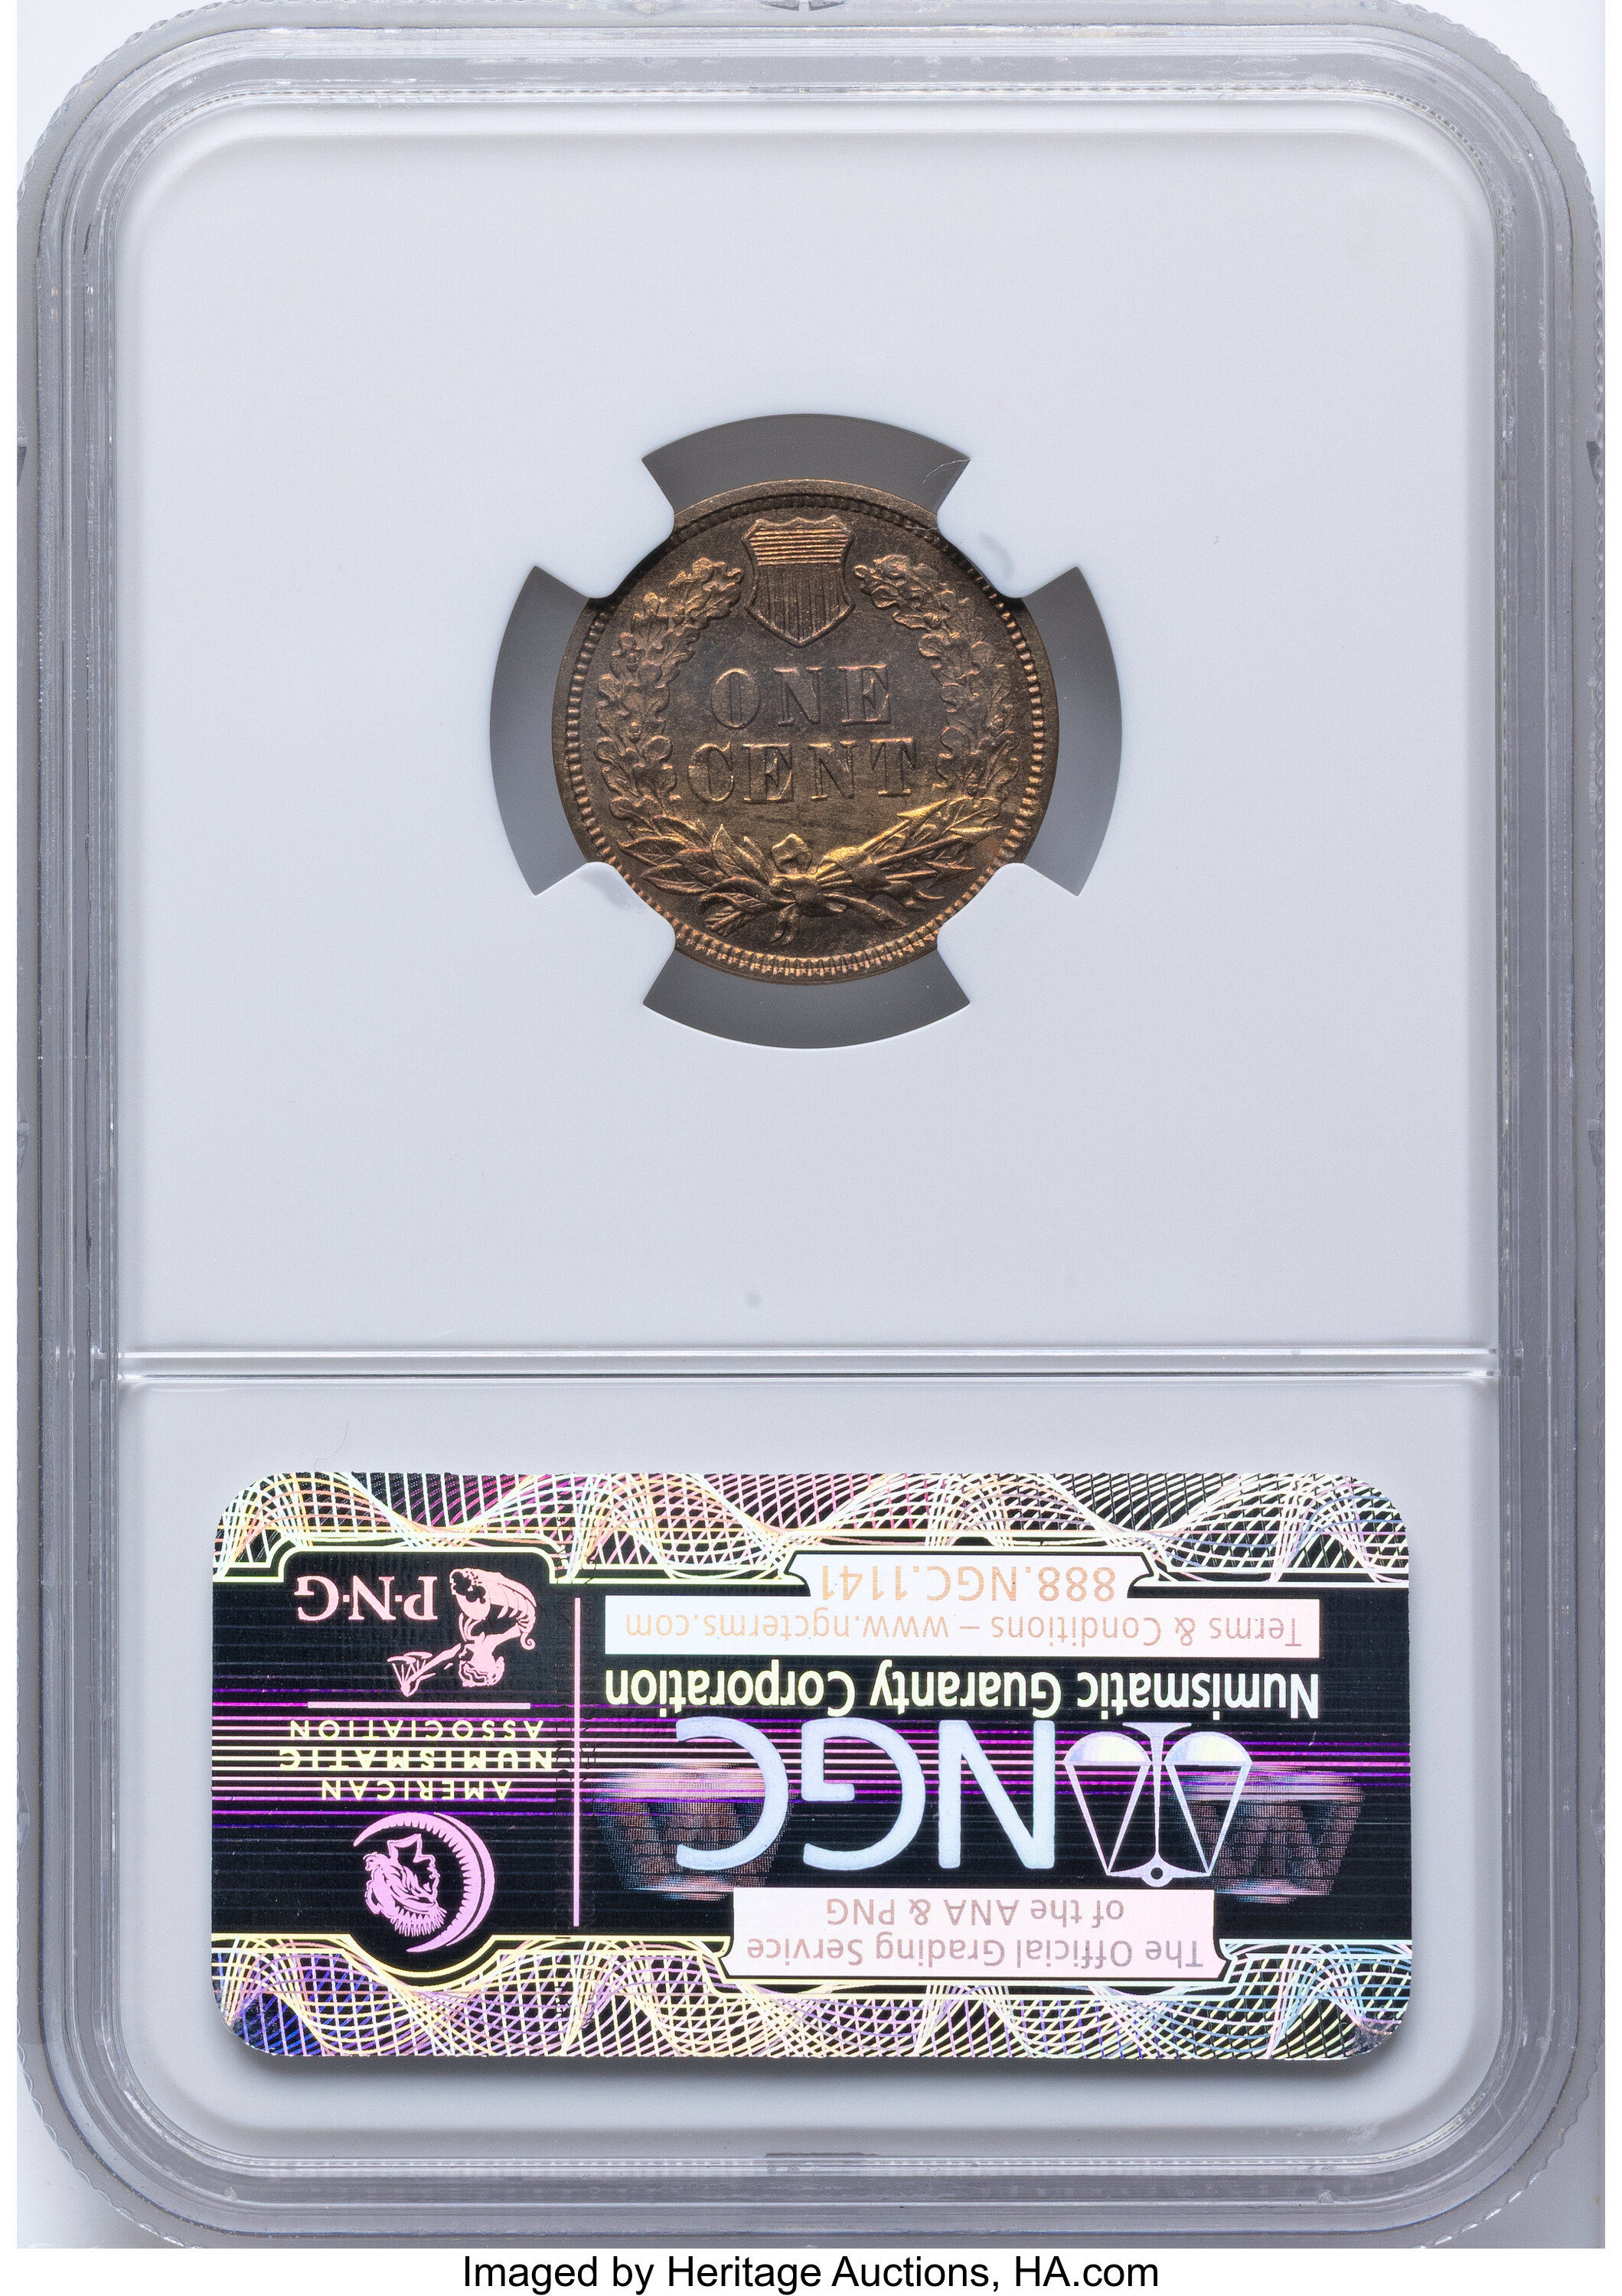 ONE
CENT
888.NGC.1141
Terms & Conditions – www.ngcterms.com
Numismatic Guaranty Corporation
NGC
The Official Grading Service
of the ANA & PNG
P·N·G
AMERICAN
NUMISMATIC
ASSOCIATION
Imaged by Heritage Auctions, HA.com